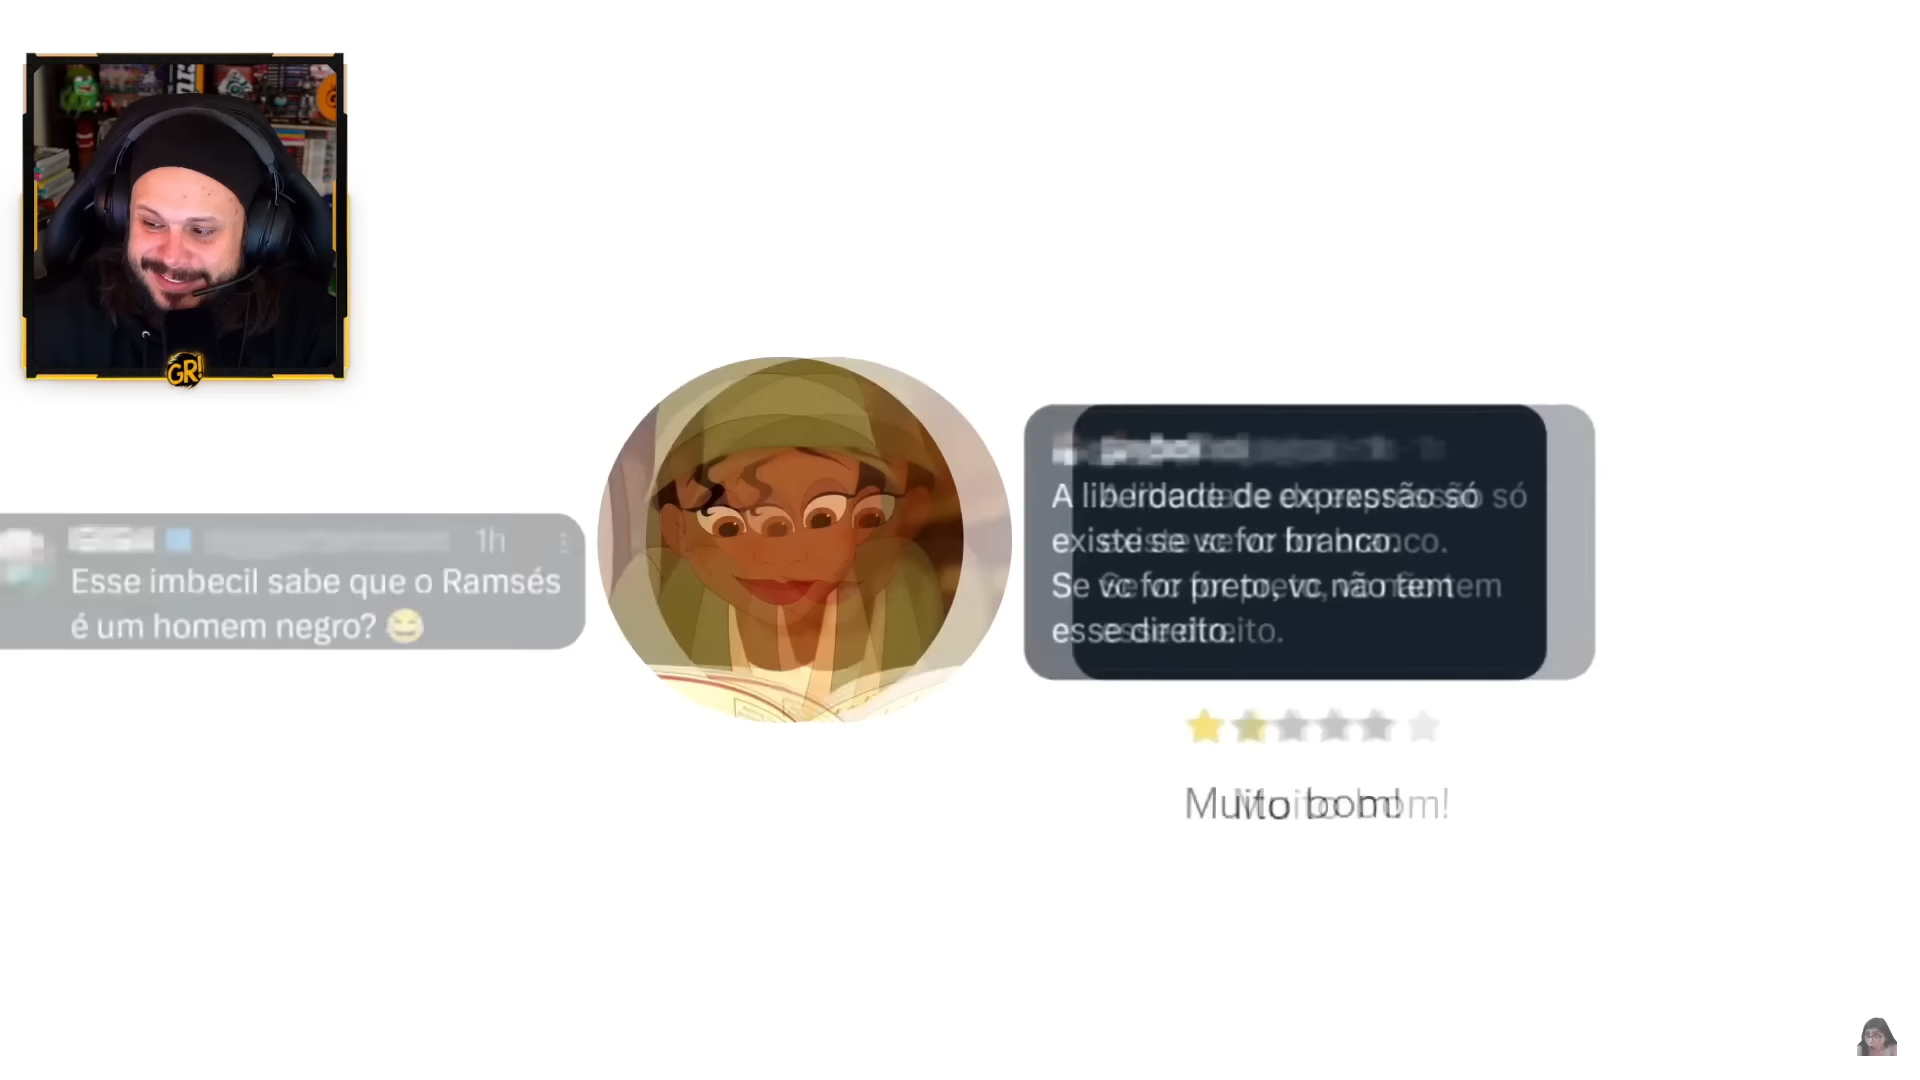 GR!
1h
Esse imbecil sabe que o Ramsés
é um homem negro? 😆
A liberdade de expressão só
existe se vc for branco.
Se vc for preto, vc não tem
esse direito.
Muito bom!